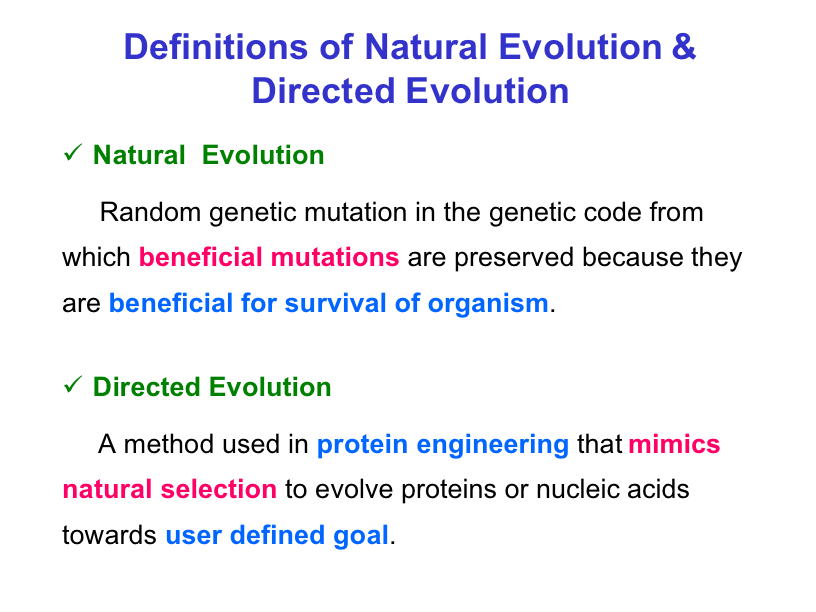 Definitions of Natural Evolution &
Directed Evolution
✓ Natural  Evolution
Random genetic mutation in the genetic code from
which beneficial mutations are preserved because they
are beneficial for survival of organism.
✓ Directed Evolution
A method used in protein engineering that mimics
natural selection to evolve proteins or nucleic acids
towards user defined goal.